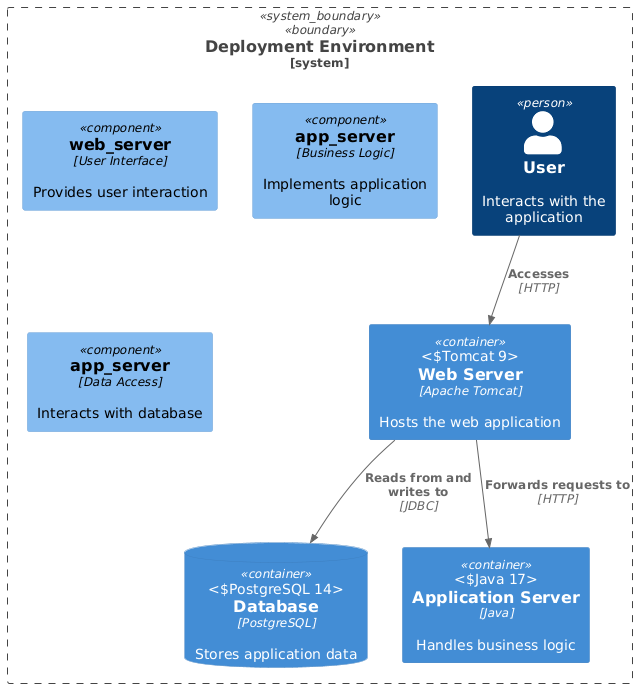 «system_boundary»
«boundary»
Deployment Environment
[system]
«component»
web_server
[User Interface]
Provides user interaction
«component»
app_server
[Business Logic]
Implements application
logic
«person»
User
Interacts with the
application
Accesses
[HTTP]
«component»
app_server
[Data Access]
Interacts with database
«container»
<$Tomcat 9>
Web Server
[Apache Tomcat]
Hosts the web application
Reads from and
writes to
[JDBC]
Forwards requests to
[HTTP]
«container»
<$PostgreSQL 14>
Database
[PostgreSQL]
Stores application data
«container»
<$Java 17>
Application Server
[Java]
Handles business logic